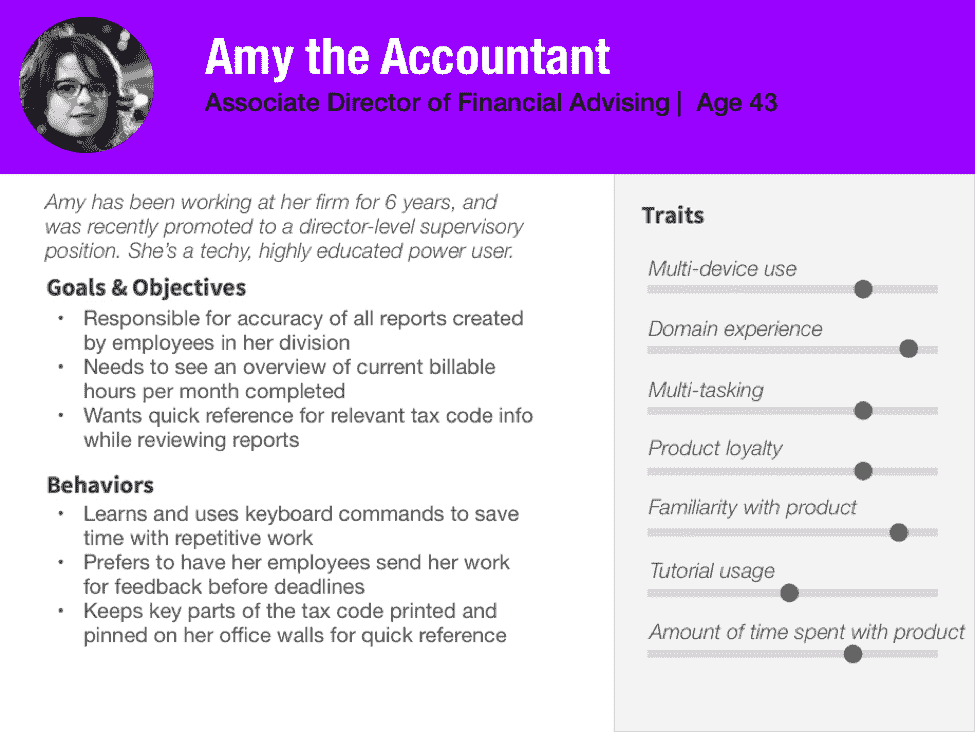 Amy the Accountant
Associate Director of Financial Advising | Age 43
Amy has been working at her firm for 6 years, and
was recently promoted to a director-level supervisory
position. She's a techy, highly educated power user.
Goals & Objectives
• Responsible for accuracy of all reports created
by employees in her division
• Needs to see an overview of current billable
hours per month completed
• Wants quick reference for relevant tax code info
while reviewing reports
Behaviors
• Learns and uses keyboard commands to save
time with repetitive work
• Prefers to have her employees send her work
for feedback before deadlines
• Keeps key parts of the tax code printed and
pinned on her office walls for quick reference
Traits
Multi-device use
Domain experience
Multi-tasking
Product loyalty
Familiarity with product
Tutorial usage
Amount of time spent with product